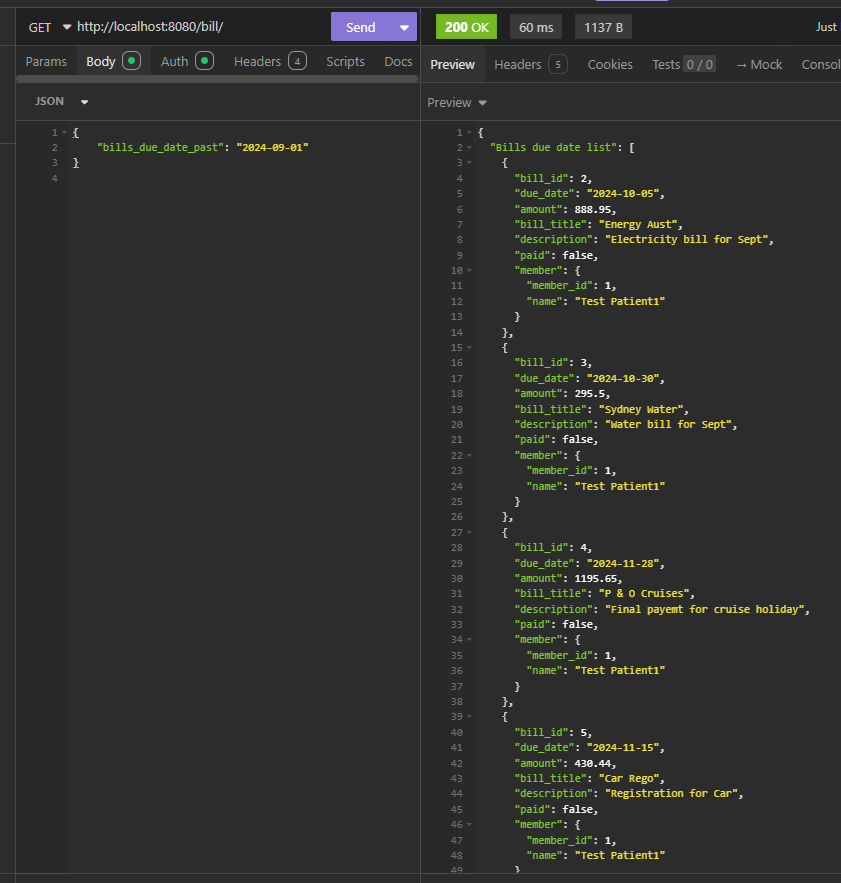 GET http://localhost:8080/bill/ Send
Params Body Auth Headers 4 Scripts Docs
JSON
1 {
2 "bills_due_date_past": "2024-09-01"
3 }
4
200 OK 60 ms 1137 B Just
Preview Headers 5 Cookies Tests 0 / 0 → Mock Consol
Preview
1 {
2 "Bills due date list": [
3 {
4 "bill_id": 2,
5 "due_date": "2024-10-05",
6 "amount": 888.95,
7 "bill_title": "Energy Aust",
8 "description": "Electricity bill for Sept",
9 "paid": false,
10 "member": {
11 "member_id": 1,
12 "name": "Test Patient1"
13 }
14 },
15 {
16 "bill_id": 3,
17 "due_date": "2024-10-30",
18 "amount": 295.5,
19 "bill_title": "Sydney Water",
20 "description": "Water bill for Sept",
21 "paid": false,
22 "member": {
23 "member_id": 1,
24 "name": "Test Patient1"
25 }
26 },
27 {
28 "bill_id": 4,
29 "due_date": "2024-11-28",
30 "amount": 1195.65,
31 "bill_title": "P & O Cruises",
32 "description": "Final paymt for cruise holiday",
33 "paid": false,
34 "member": {
35 "member_id": 1,
36 "name": "Test Patient1"
37 }
38 },
39 {
40 "bill_id": 5,
41 "due_date": "2024-11-15",
42 "amount": 430.44,
43 "bill_title": "Car Rego",
44 "description": "Registration for Car",
45 "paid": false,
46 "member": {
47 "member_id": 1,
48 "name": "Test Patient1"
49 }